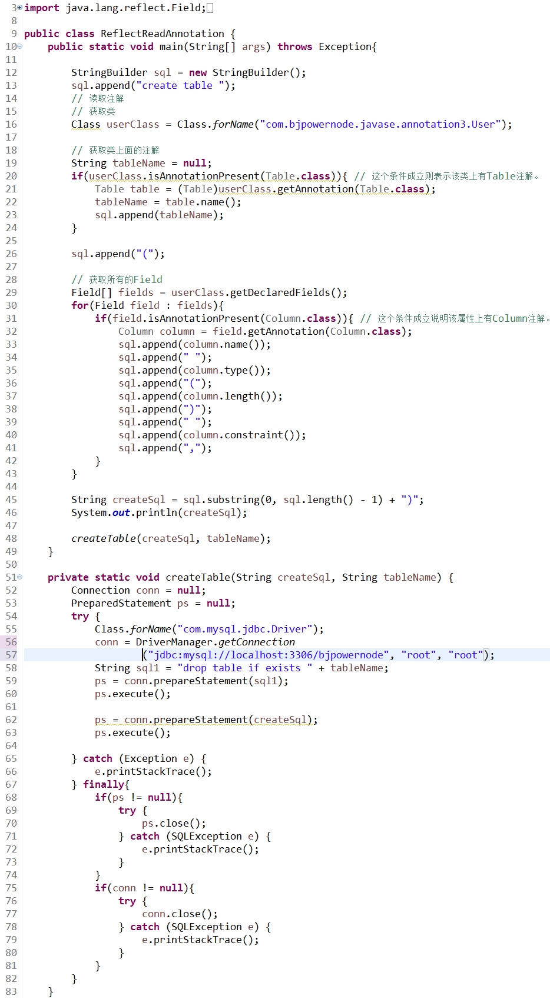 3 import java.lang.reflect.Field;
8
9 public class ReflectReadAnnotation {
10     public static void main(String[] args) throws Exception{
11
12         StringBuilder sql = new StringBuilder();
13         sql.append("create table ");
14         // 读取注解
15         // 获取类
16         Class userClass = Class.forName("com.bjpowernode.javase.annotation3.User");
17
18         // 获取类上面的注解
19         String tableName = null;
20         if(userClass.isAnnotationPresent(Table.class)){ // 这个条件成立则表示该类上有Table注解。
21             Table table = (Table)userClass.getAnnotation(Table.class);
22             tableName = table.name();
23             sql.append(tableName);
24         }
25
26         sql.append("(");
27
28         // 获取所有的Field
29         Field[] fields = userClass.getDeclaredFields();
30         for(Field field : fields){
31             if(field.isAnnotationPresent(Column.class)){ // 这个条件成立说明该属性上有Column注解。
32                 Column column = field.getAnnotation(Column.class);
33                 sql.append(column.name());
34                 sql.append(" ");
35                 sql.append(column.type());
36                 sql.append("(");
37                 sql.append(column.length());
38                 sql.append(")");
39                 sql.append(" ");
40                 sql.append(column.constraint());
41                 sql.append(",");
42             }
43         }
44
45         String createSql = sql.substring(0, sql.length() - 1) + ")";
46         System.out.println(createSql);
47
48         createTable(createSql, tableName);
49     }
50
51     private static void createTable(String createSql, String tableName) {
52         Connection conn = null;
53         PreparedStatement ps = null;
54         try {
55             Class.forName("com.mysql.jdbc.Driver");
56             conn = DriverManager.getConnection
57                     ("jdbc:mysql://localhost:3306/bjpowernode", "root", "root");
58             String sql1 = "drop table if exists " + tableName;
59             ps = conn.prepareStatement(sql1);
60             ps.execute();
61
62             ps = conn.prepareStatement(createSql);
63             ps.execute();
64
65         } catch (Exception e) {
66             e.printStackTrace();
67         } finally{
68             if(ps != null){
69                 try {
70                     ps.close();
71                 } catch (SQLException e) {
72                     e.printStackTrace();
73                 }
74             }
75             if(conn != null){
76                 try {
77                     conn.close();
78                 } catch (SQLException e) {
79                     e.printStackTrace();
80                 }
81             }
82         }
83     }